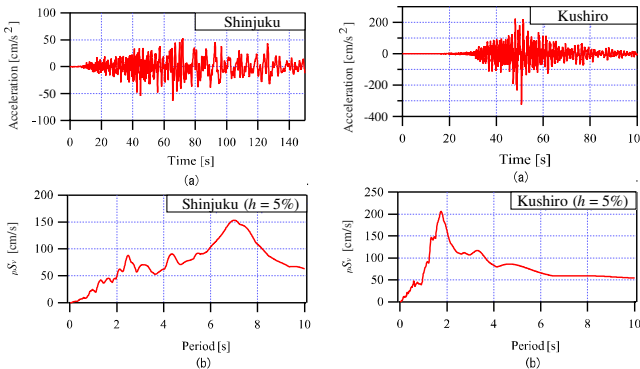 Shinjuku
Acceleration [cm/s²]
100
50
0
-50
-100
0 20 40 60 80 100 120 140
Time [s]
(a)
Kushiro
Acceleration [cm/s²]
200
0
-200
-400
0 20 40 60 80 100
Time [s]
(a)
Shinjuku (h = 5%)
pSv [cm/s]
200
150
100
50
0
0 2 4 6 8 10
Period [s]
(b)
Kushiro (h = 5%)
pSv [cm/s]
250
200
150
100
50
0
0 2 4 6 8 10
Period [s]
(b)